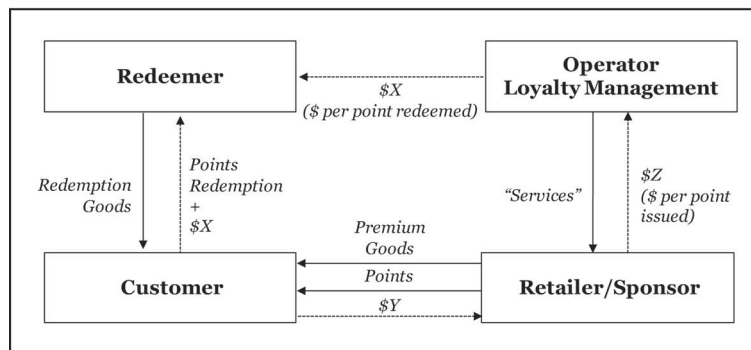 Redeemer
Operator
Loyalty Management
$X
($ per point redeemed)
Redemption
Goods
Points
Redemption
+
$X
“Services”
$Z
($ per point
issued)
Premium
Goods
Points
$Y
Customer
Retailer/Sponsor